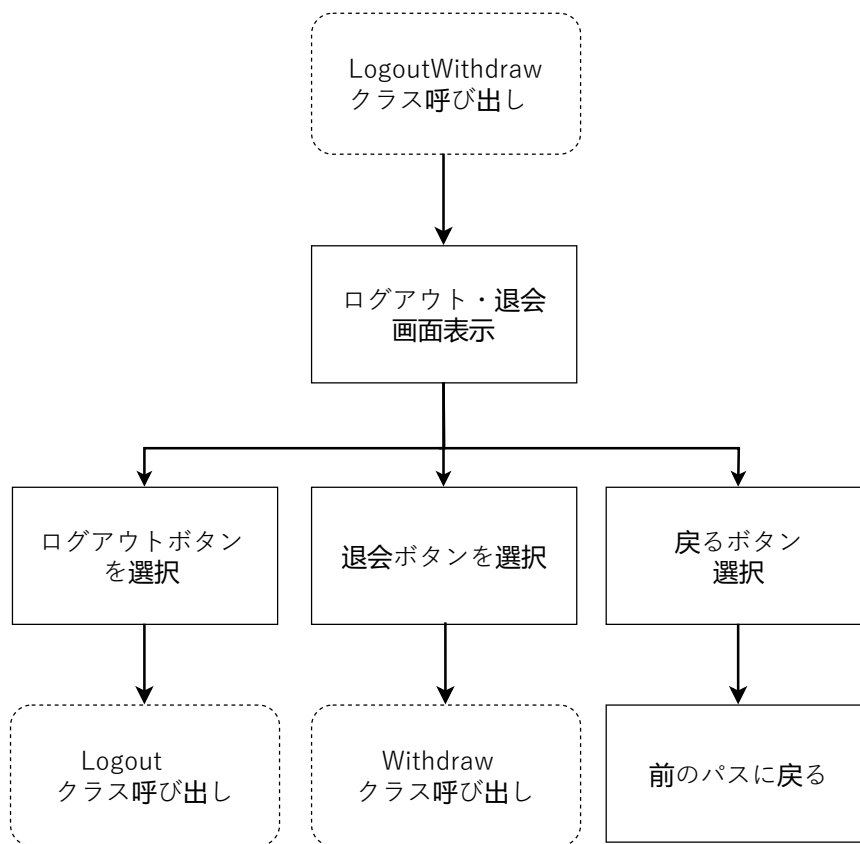 LogoutWithdraw
クラス呼び出し
ログアウト・退会
画面表示
ログアウトボタン
を選択
退会ボタンを選択
戻るボタン
選択
Logout
クラス呼び出し
Withdraw
クラス呼び出し
前のパスに戻る